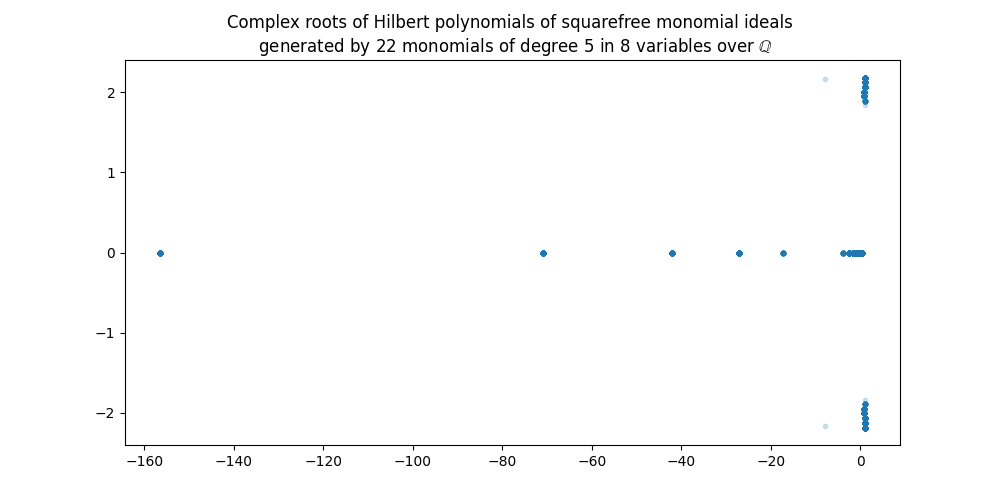 Complex roots of Hilbert polynomials of squarefree monomial ideals
generated by 22 monomials of degree 5 in 8 variables over ℚ
2
1
0
−1
−2
−160 −140 −120 −100 −80 −60 −40 −20 0